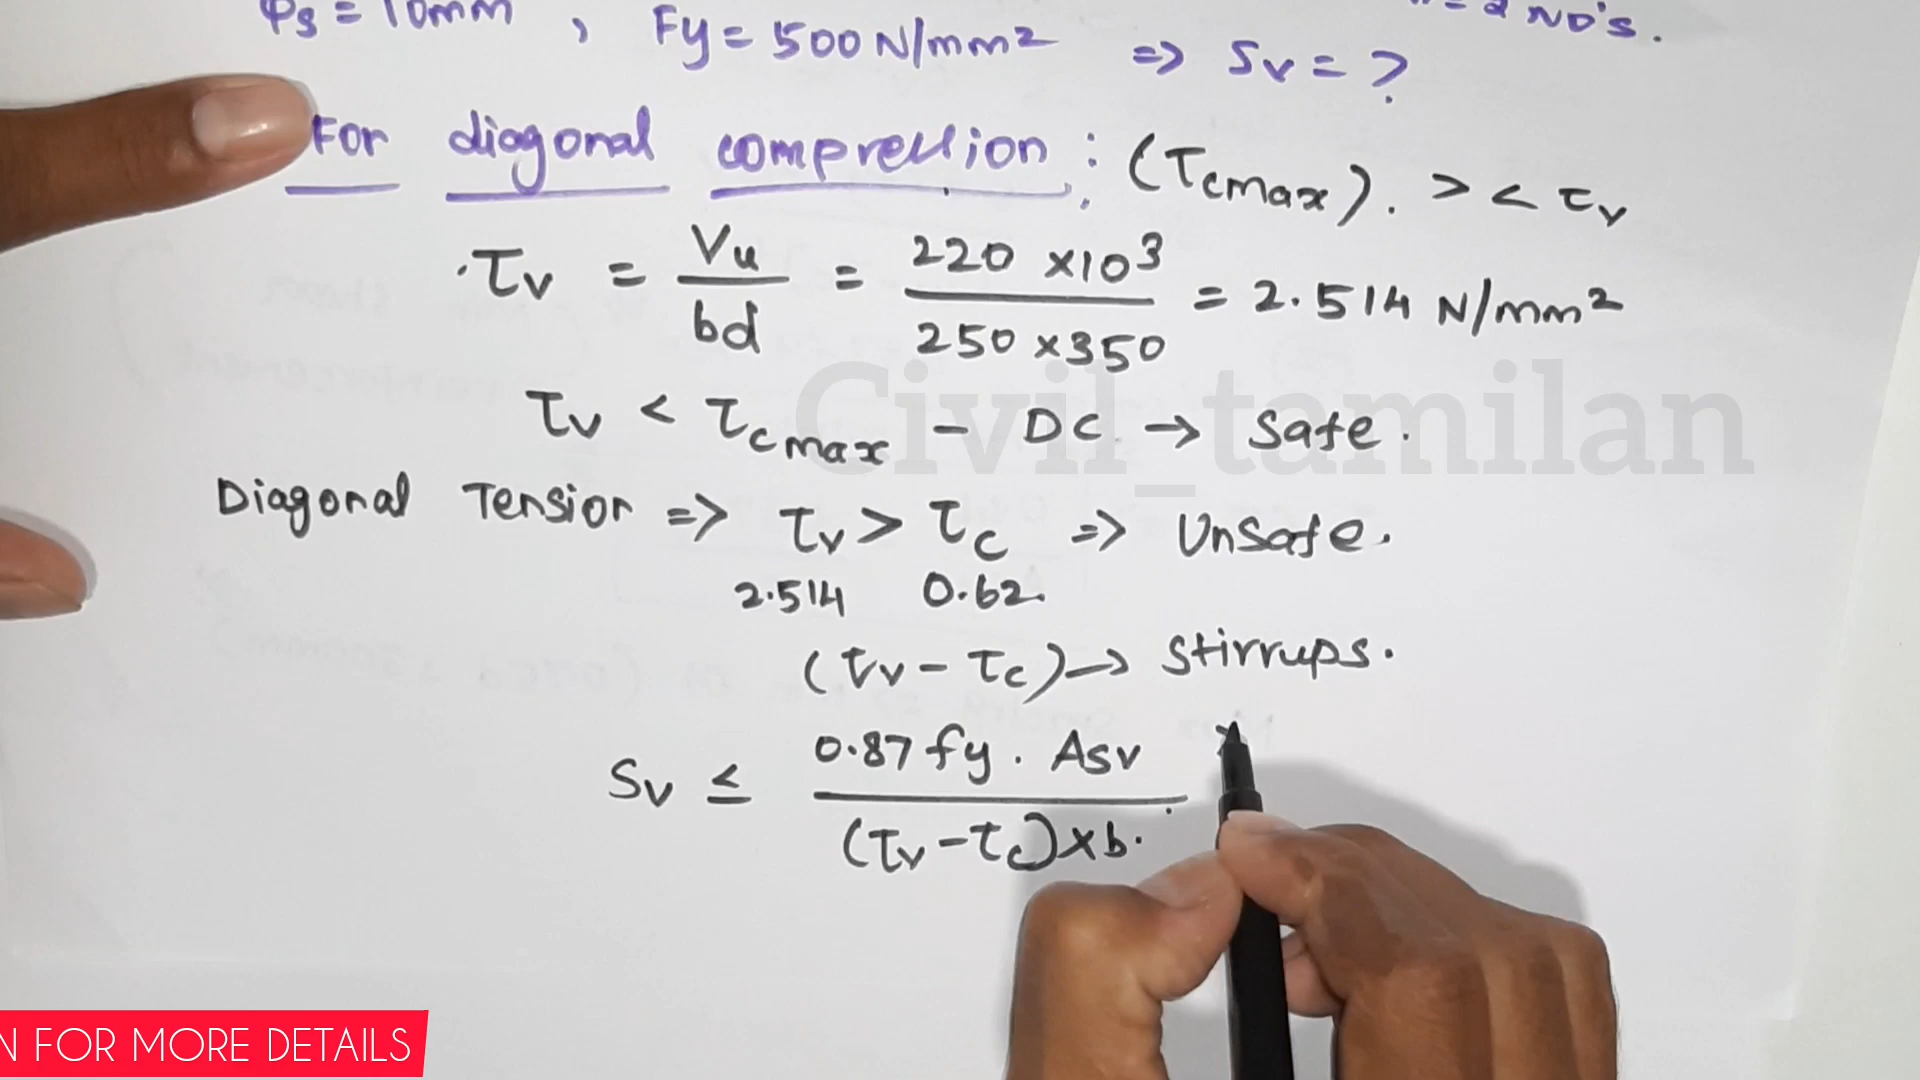 Φs = 10mm , Fy = 500 N/mm2 => Sv = ? = 2 NO's.
For diagonal compression : (τcmax). > < τv
τv = Vu / bd = 220 x10³ / 250 x350 = 2.514 N/mm²
τv < τcmax - DC → Safe.
Civil_tamilan
Diagonal Tension => τv > τc => Unsafe.
2.514 0.62.
(τv - τc) → Stirrups.
Sv ≤ 0.87 fy . Asv / (τv - τc) x b.
N FOR MORE DETAILS